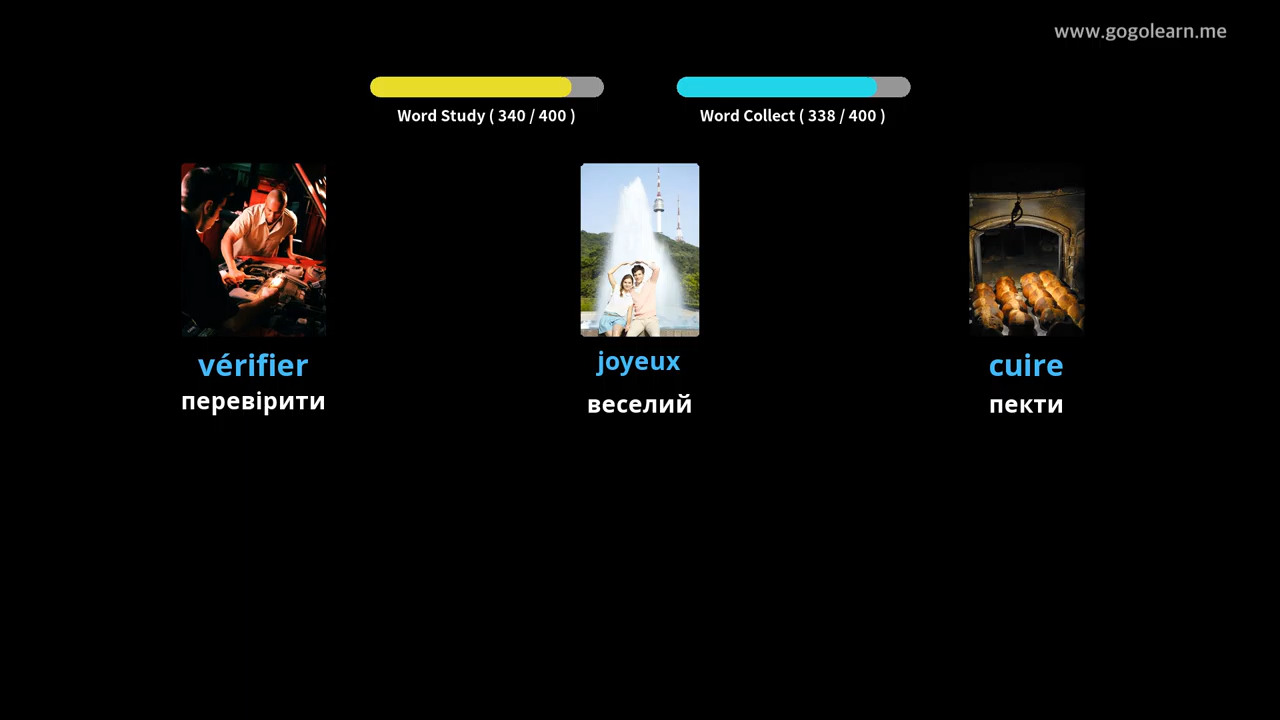 www.gogolearn.me
Word Study ( 340 / 400 )
Word Collect ( 338 / 400 )
vérifier
перевірити
joyeux
веселий
cuire
пекти